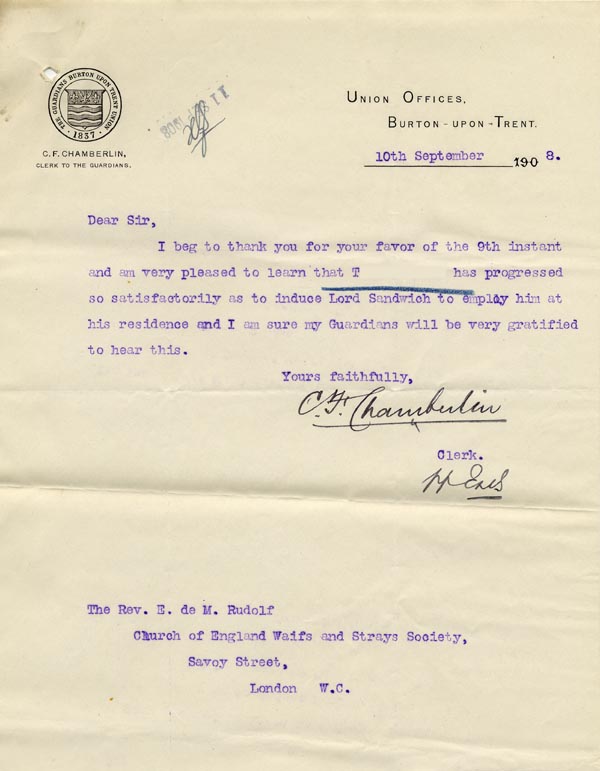 THE GUARDIANS BURTON UPON TRENT UNION
· 1837 ·
C. F. CHAMBERLIN,
CLERK TO THE GUARDIANS.
UNION OFFICES,
BURTON-UPON-TRENT.
10th September 1908.
Dear Sir,
I beg to thank you for your favor of the 9th instant
and am very pleased to learn that T has progressed
so satisfactorily as to induce Lord Sandwich to employ him at
his residence and I am sure my Guardians will be very gratified
to hear this.
Yours faithfully,
C. F. Chamberlin
Clerk.
The Rev. E. de M. Rudolf
Church of England Waifs and Strays Society,
Savoy Street,
London W.C.